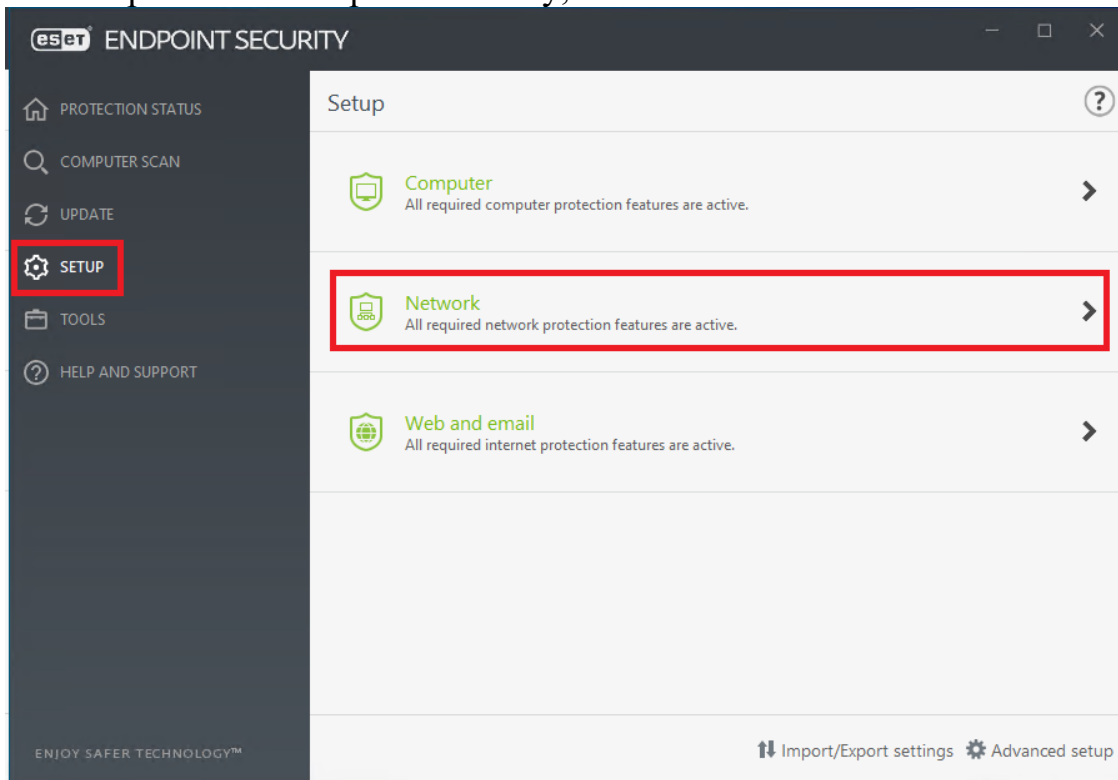 eset ENDPOINT SECURITY
PROTECTION STATUS
COMPUTER SCAN
UPDATE
SETUP
TOOLS
HELP AND SUPPORT
ENJOY SAFER TECHNOLOGY™
Setup
?
Computer
All required computer protection features are active.
Network
All required network protection features are active.
Web and email
All required internet protection features are active.
Import/Export settings Advanced setup